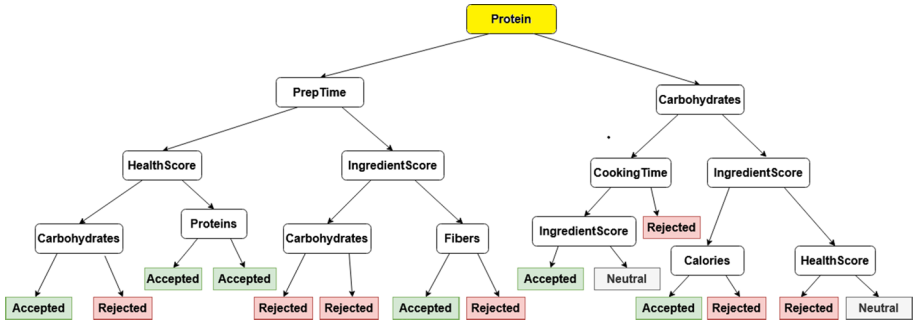 Protein
PrepTime
Carbohydrates
HealthScore
IngredientScore
CookingTime
IngredientScore
Carbohydrates
Proteins
Carbohydrates
Fibers
IngredientScore
Rejected
Calories
HealthScore
Accepted
Accepted
Accepted
Neutral
Accepted
Rejected
Rejected
Rejected
Accepted
Rejected
Accepted
Rejected
Rejected
Neutral